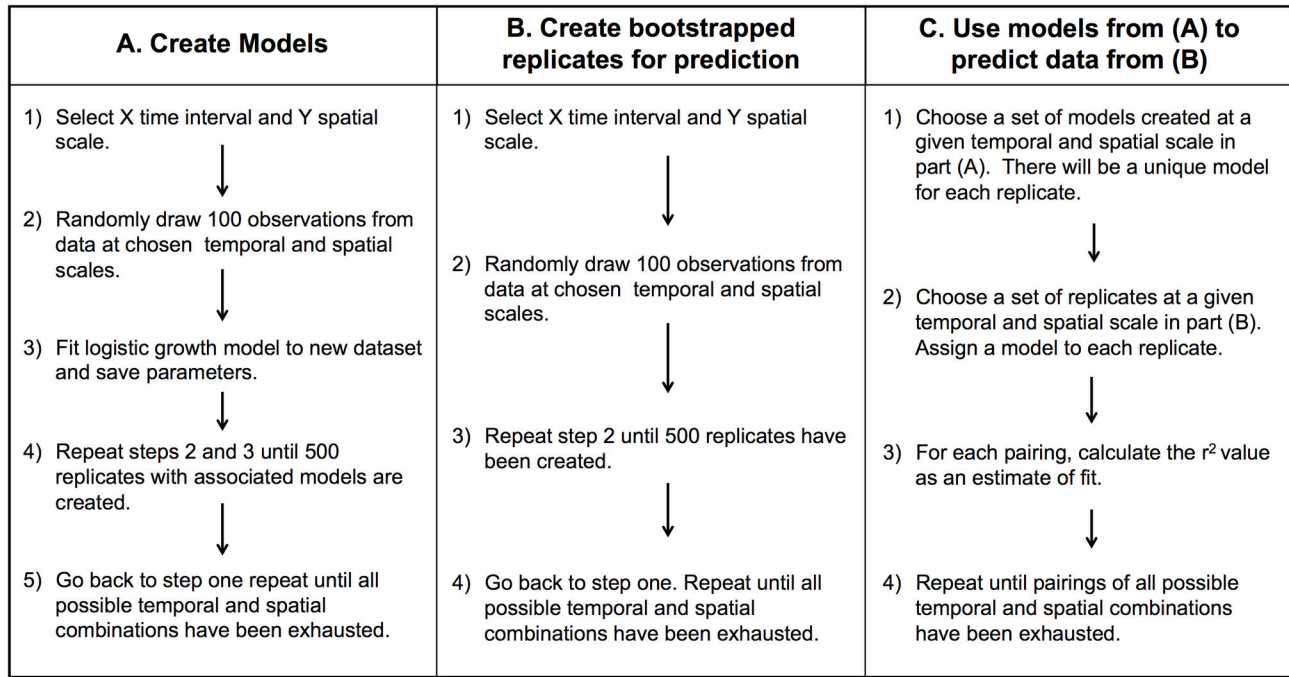 A. Create Models
1) Select X time interval and Y spatial
scale.
2) Randomly draw 100 observations from
data at chosen temporal and spatial
scales.
3) Fit logistic growth model to new dataset
and save parameters.
4) Repeat steps 2 and 3 until 500
replicates with associated models are
created.
5) Go back to step one repeat until all
possible temporal and spatial
combinations have been exhausted.
B. Create bootstrapped
replicates for prediction
1) Select X time interval and Y spatial
scale.
2) Randomly draw 100 observations from
data at chosen temporal and spatial
scales.
3) Repeat step 2 until 500 replicates have
been created.
4) Go back to step one. Repeat until all
possible temporal and spatial
combinations have been exhausted.
C. Use models from (A) to
predict data from (B)
1) Choose a set of models created at a
given temporal and spatial scale in
part (A). There will be a unique model
for each replicate.
2) Choose a set of replicates at a given
temporal and spatial scale in part (B).
Assign a model to each replicate.
3) For each pairing, calculate the r² value
as an estimate of fit.
4) Repeat until pairings of all possible
temporal and spatial combinations
have been exhausted.